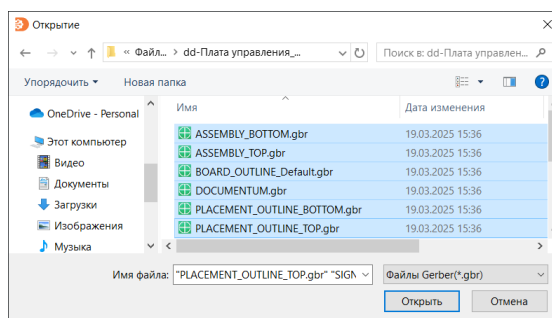 Открытие
« Файл... > dd-Плата управления_...
Поиск в: dd-Плата управлен...
Упорядочить
Новая папка
Имя
Дата изменения
OneDrive - Personal
Этот компьютер
Видео
Документы
Загрузки
Изображения
Музыка
ASSEMBLY_BOTTOM.gbr 19.03.2025 15:36
ASSEMBLY_TOP.gbr 19.03.2025 15:36
BOARD_OUTLINE_Default.gbr 19.03.2025 15:36
DOCUMENTUM.gbr 19.03.2025 15:36
PLACEMENT_OUTLINE_BOTTOM.gbr 19.03.2025 15:36
PLACEMENT_OUTLINE_TOP.gbr 19.03.2025 15:36
Имя файла: "PLACEMENT_OUTLINE_TOP.gbr" "SIGN
Файлы Gerber(*.gbr)
Открыть
Отмена